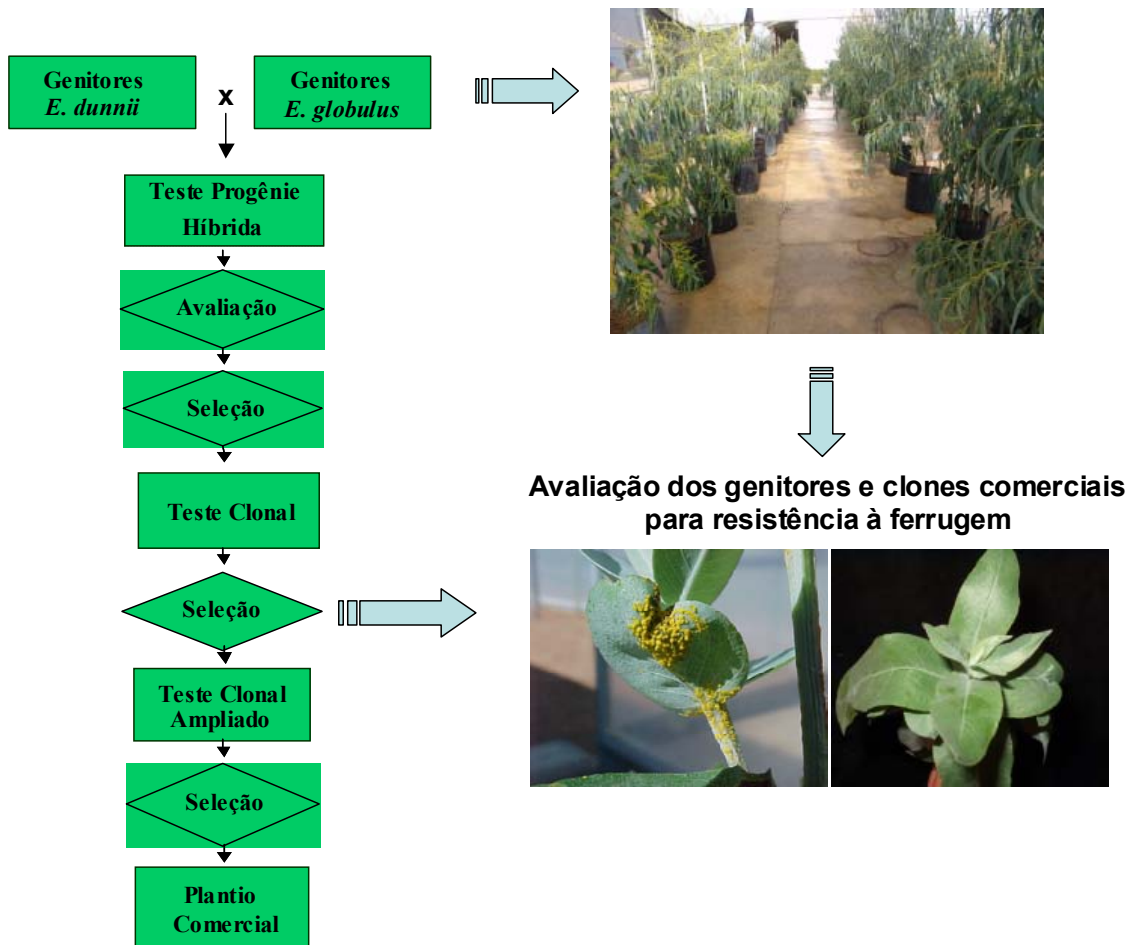 Genitores
E. dunnii
x
Genitores
E. globulus
Teste Progênie
Híbrida
Avaliação
Seleção
Teste Clonal
Seleção
Teste Clonal
Ampliado
Seleção
Plantio
Comercial
Avaliação dos genitores e clones comerciais
para resistência à ferrugem